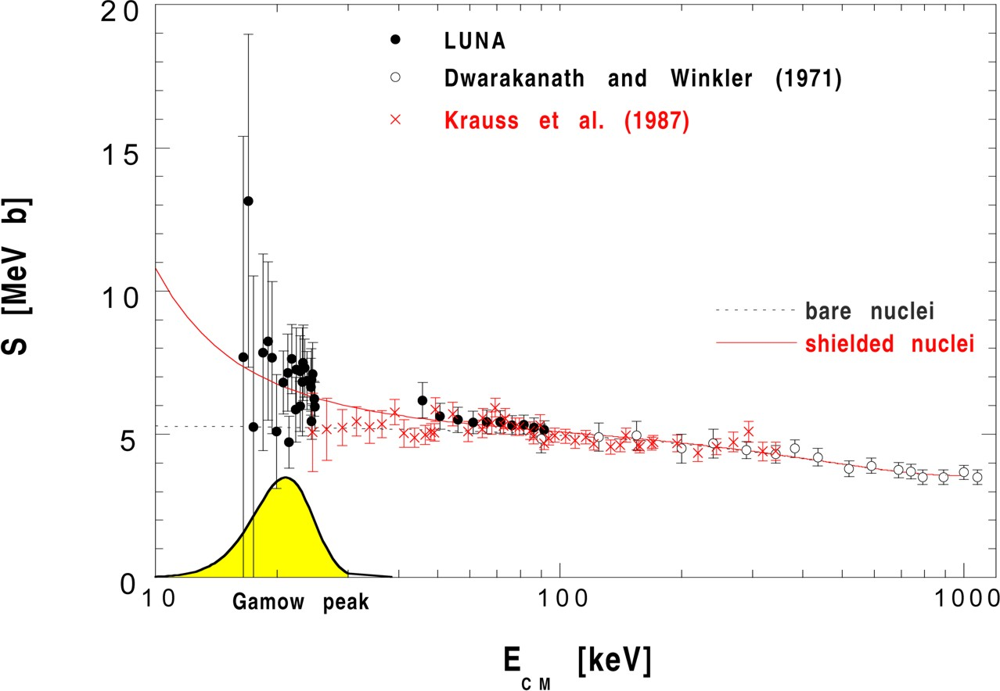 20
LUNA
Dwarakanath and Winkler (1971)
Krauss et al. (1987)
15
S [MeV b]
10
bare nuclei
shielded nuclei
5
0
10
Gamow peak
100
1000
E CM [keV]